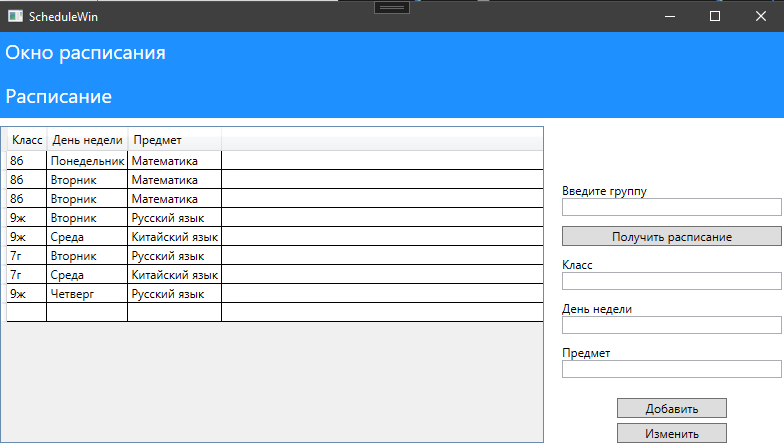 ScheduleWin
Окно расписания
Расписание
Класс День недели Предмет
8б Понедельник Математика
8б Вторник Математика
8б Вторник Математика
9ж Вторник Русский язык
9ж Среда Китайский язык
7г Вторник Русский язык
7г Среда Китайский язык
9ж Четверг Русский язык
Введите группу
Получить расписание
Класс
День недели
Предмет
Добавить
Изменить